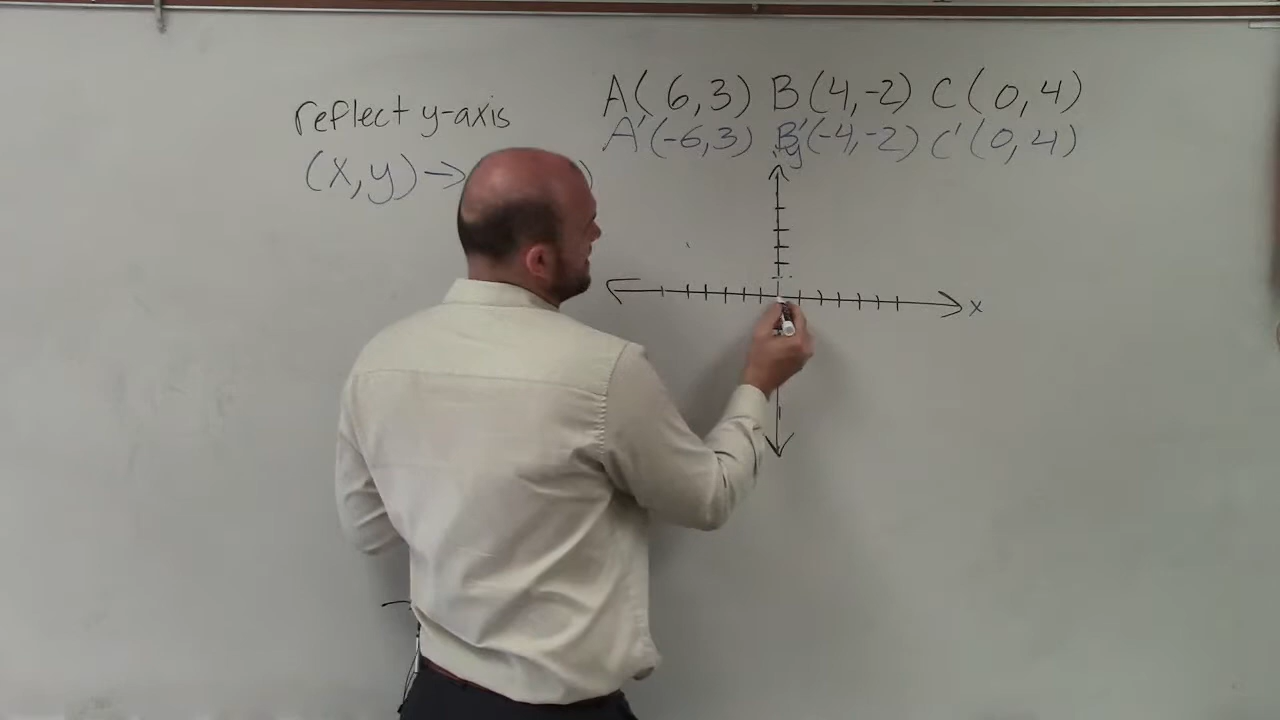 reflect y-axis
(x,y)→ )
A(6,3) B(4,-2) C(0,4)
A'(-6,3) B'(-4,-2) C'(0,4)
y
x